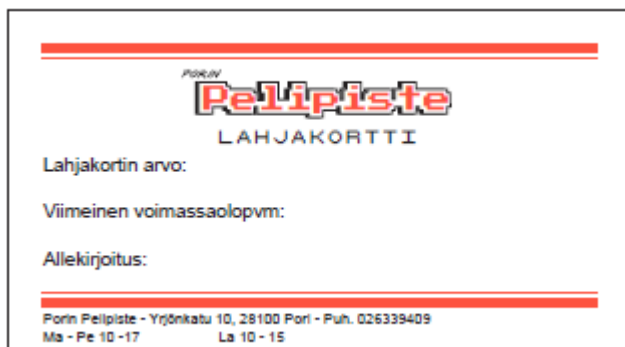 PORIN
Pelipiste
LAHJAKORTTI
Lahjakortin arvo:
Viimeinen voimassaolopvm:
Allekirjoitus:
Porin Pelipiste - Yrjönkatu 10, 28100 Pori - Puh. 026339409
Ma - Pe 10 -17 La 10 - 15